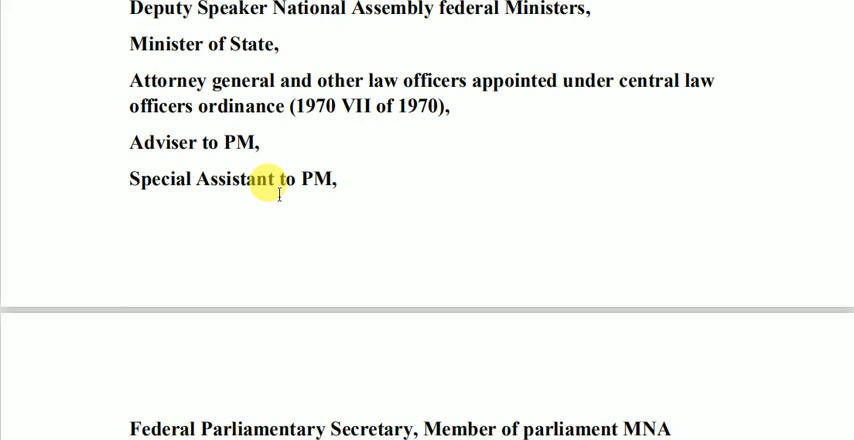 Deputy Speaker National Assembly federal Ministers,
Minister of State,
Attorney general and other law officers appointed under central law
officers ordinance (1970 VII of 1970),
Adviser to PM,
Special Assistant to PM,
Federal Parliamentary Secretary, Member of parliament MNA